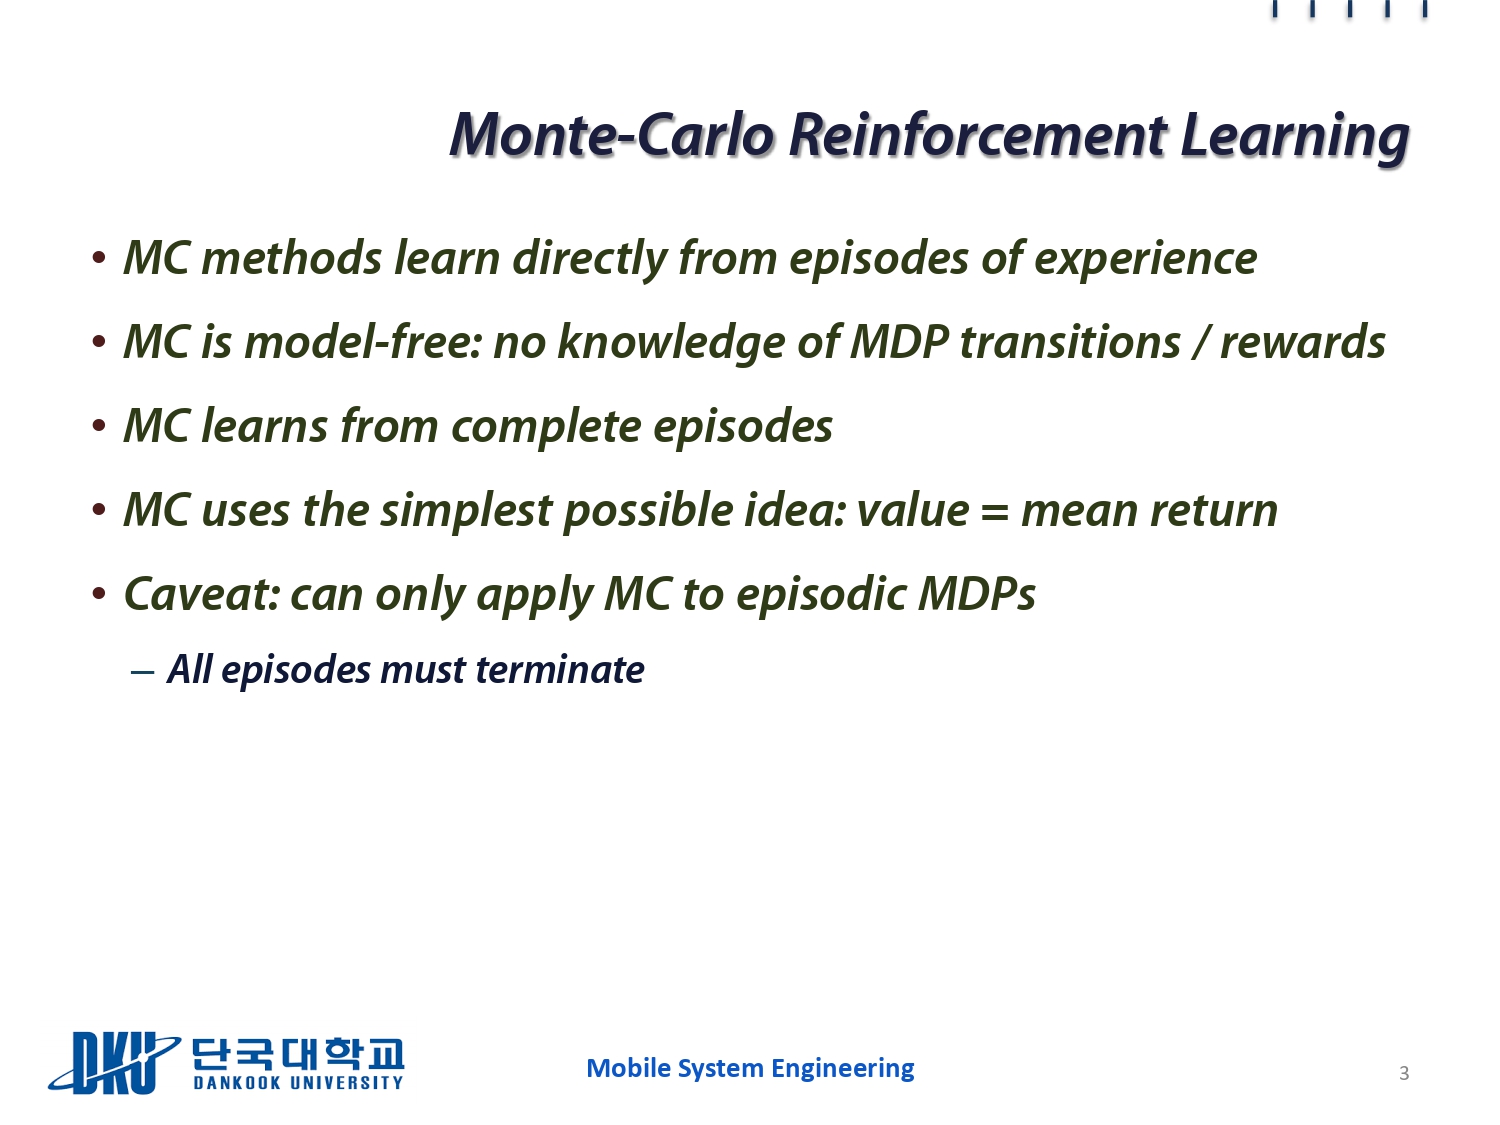 Monte-Carlo Reinforcement Learning
• MC methods learn directly from episodes of experience
• MC is model-free: no knowledge of MDP transitions / rewards
• MC learns from complete episodes
• MC uses the simplest possible idea: value = mean return
• Caveat: can only apply MC to episodic MDPs
– All episodes must terminate
DKU 단국대학교
DANKOOK UNIVERSITY
Mobile System Engineering
3